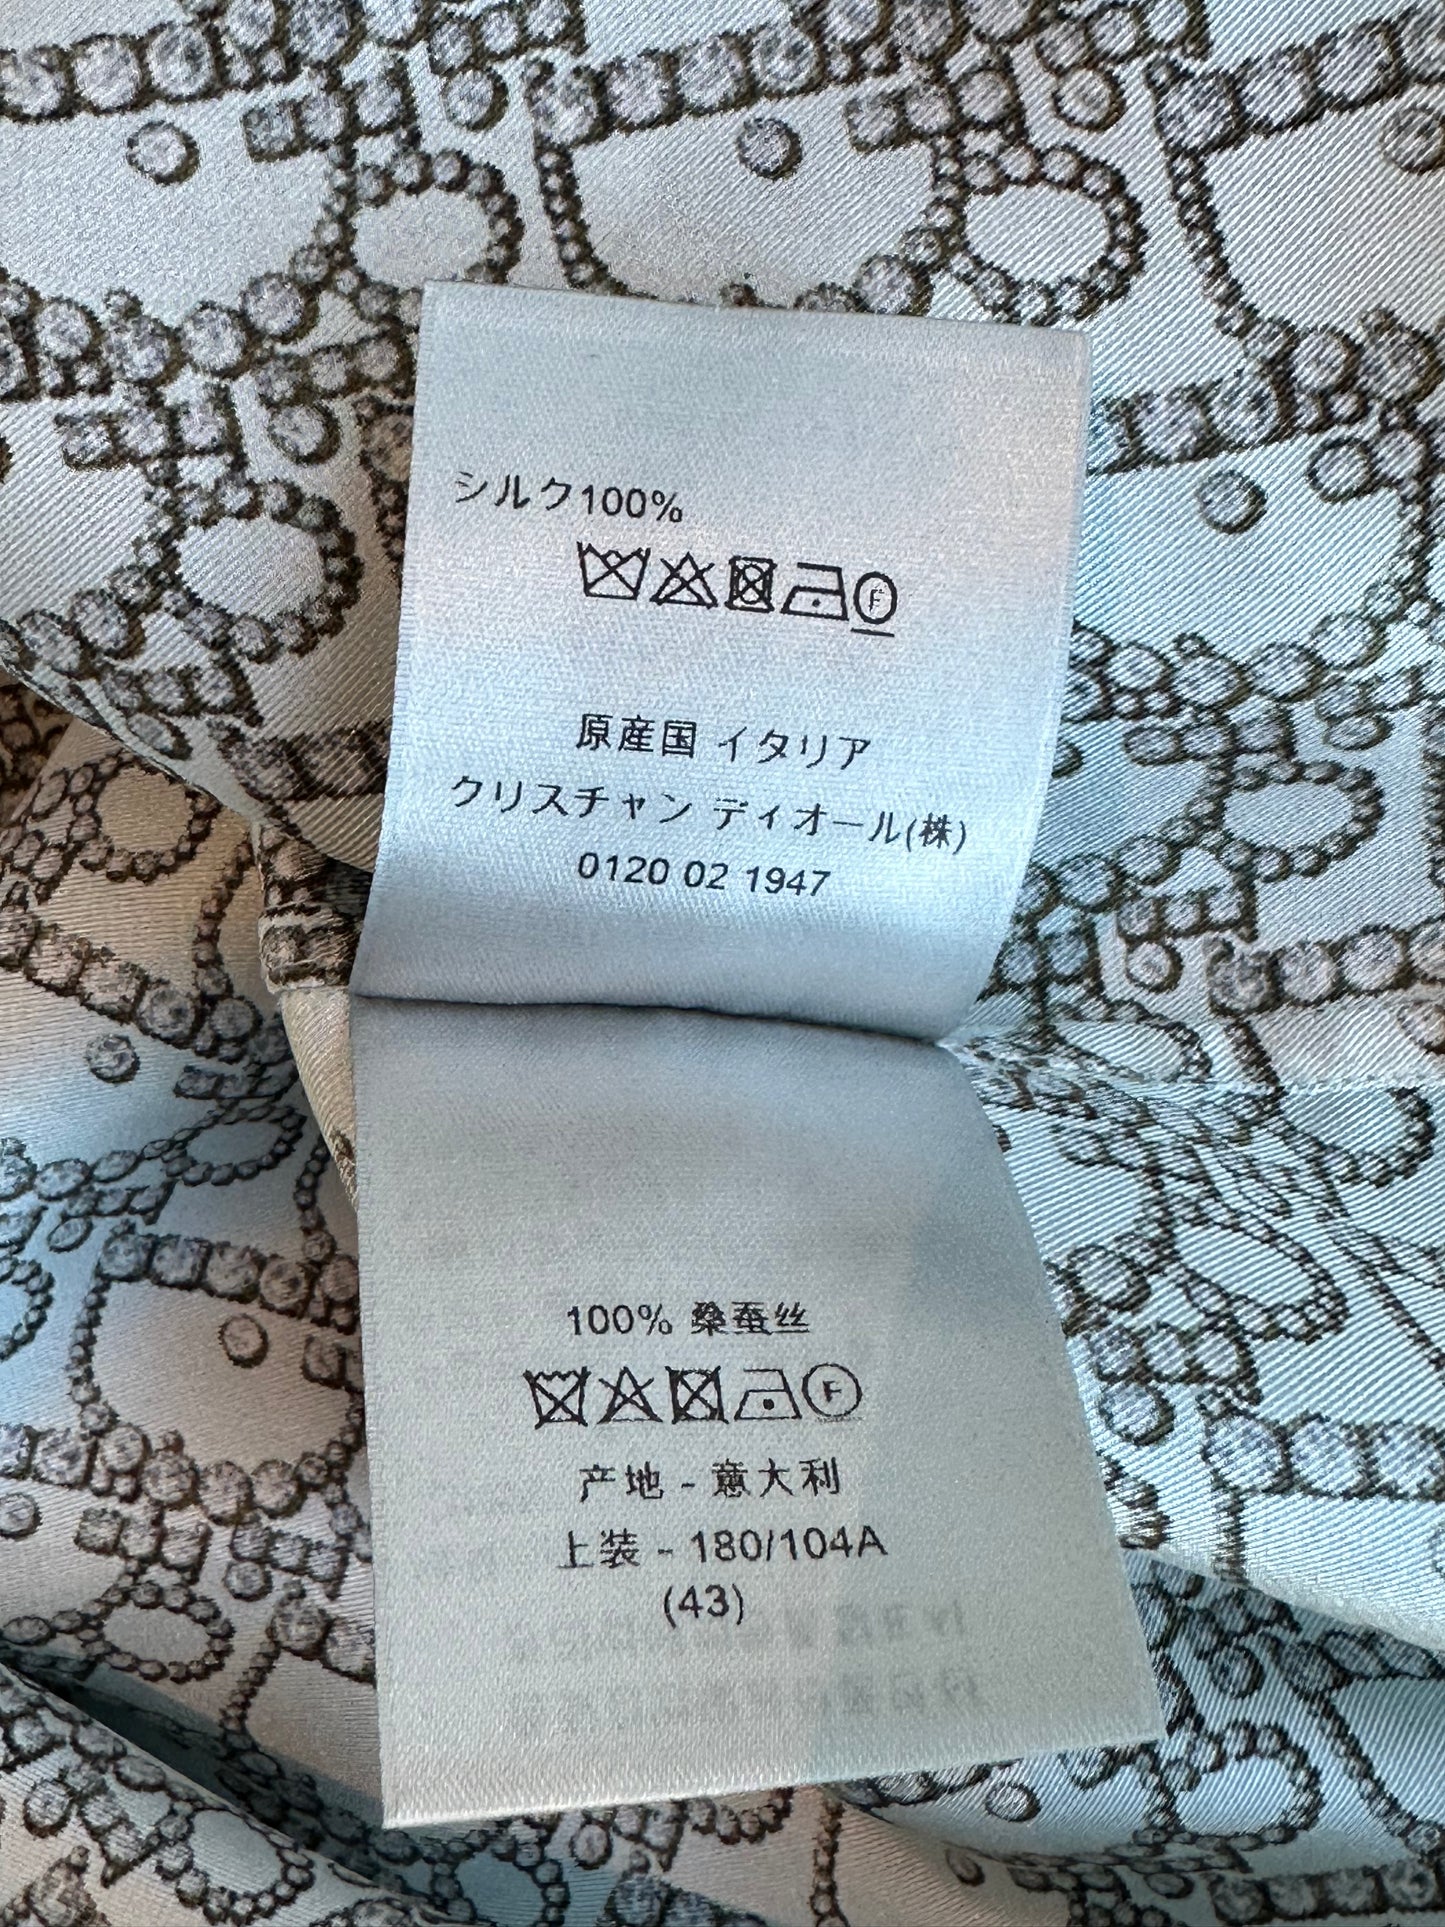 シルク100%
F
原産国 イタリア
クリスチャン ディオール(株)
0120 02 1947
100% 桑蚕丝
F
产地 - 意大利
上装 - 180/104A
(43)